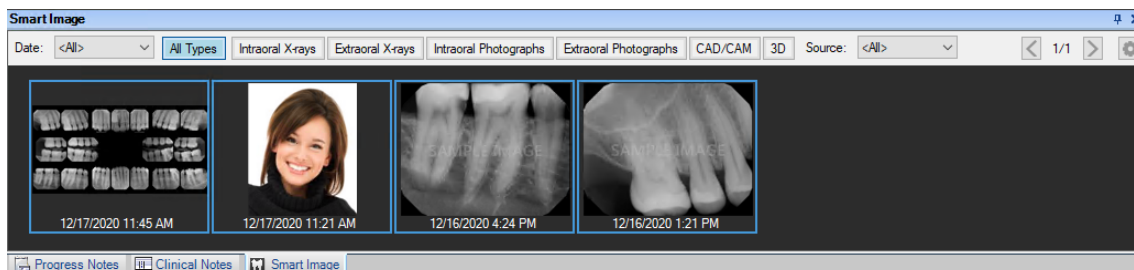 Smart Image
Date: <All> All Types Intraoral X-rays Extraoral X-rays Intraoral Photographs Extraoral Photographs CAD/CAM 3D Source: <All> 1/1
SAMPLE IMAGE SAMPLE IMAGE
12/17/2020 11:45 AM 12/17/2020 11:21 AM 12/16/2020 4:24 PM 12/16/2020 1:21 PM
Progress Notes Clinical Notes Smart Image